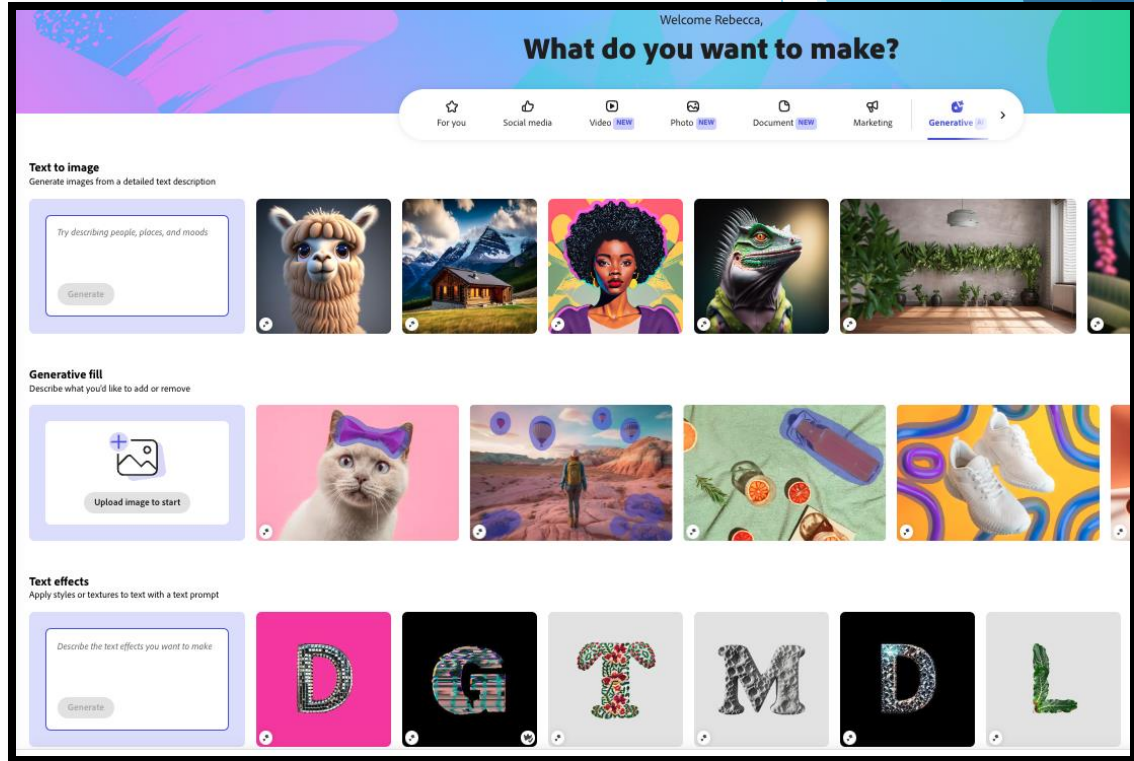 Welcome Rebecca,
What do you want to make?
For you
Social media
Video NEW
Photo NEW
Document NEW
Marketing
Generative AI
Text to image
Generate images from a detailed text description
Try describing people, places, and moods
Generate
Generative fill
Describe what you'd like to add or remove
Upload image to start
Text effects
Apply styles or textures to text with a text prompt
Describe the text effects you want to make
Generate
D
G
T
M
D
L